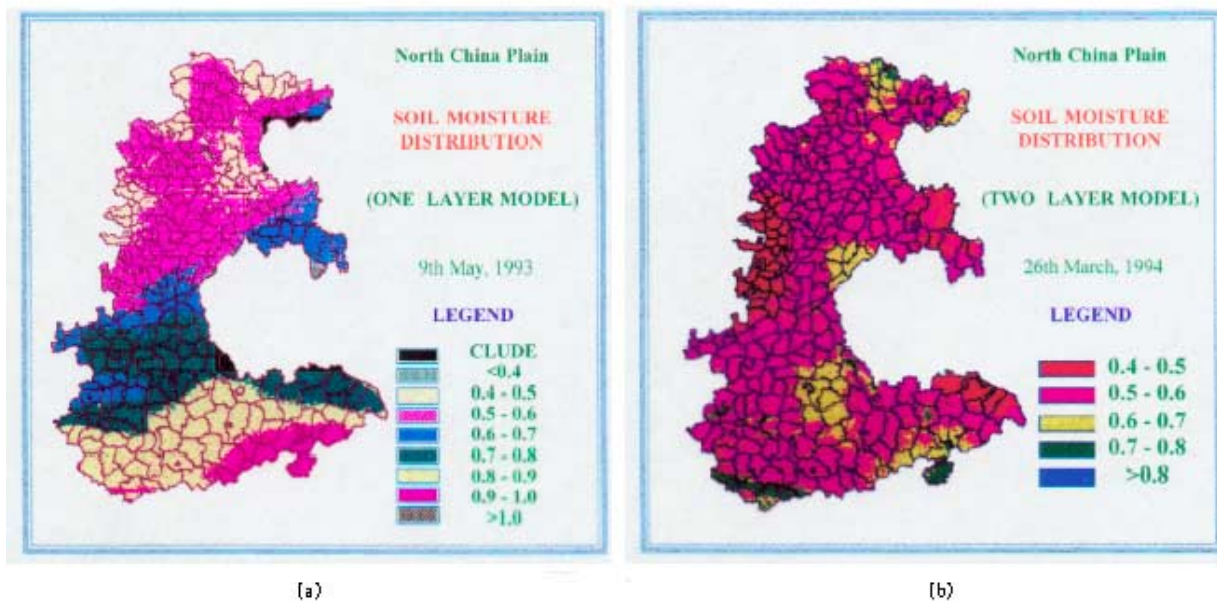 North China Plain
SOIL MOISTURE
DISTRIBUTION
(ONE LAYER MODEL)
9th May, 1993
LEGEND
CLUDE
<0.4
0.4 - 0.5
0.5 - 0.6
0.6 - 0.7
0.7 - 0.8
0.8 - 0.9
0.9 - 1.0
>1.0
(a)
North China Plain
SOIL MOISTURE
DISTRIBUTION
(TWO LAYER MODEL)
26th March, 1994
LEGEND
0.4 - 0.5
0.5 - 0.6
0.6 - 0.7
0.7 - 0.8
>0.8
(b)